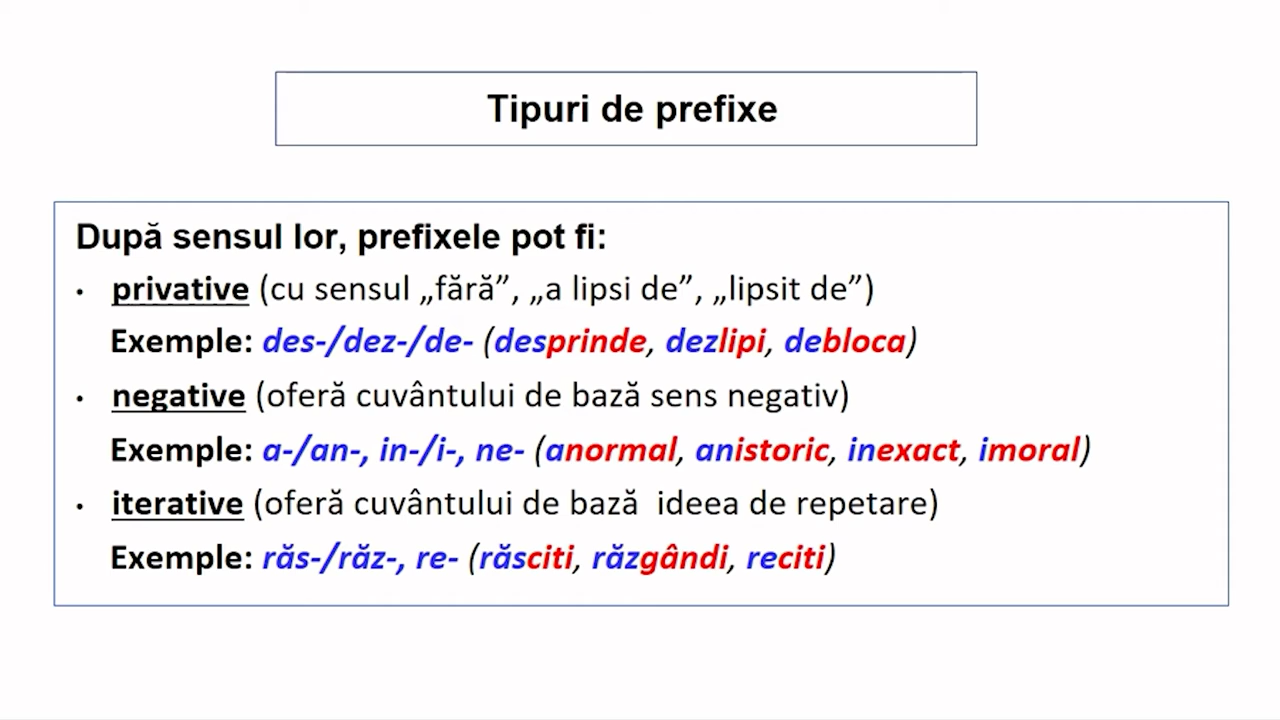 Tipuri de prefixe
După sensul lor, prefixele pot fi:
• privative (cu sensul „fără”, „a lipsi de”, „lipsit de”)
Exemple: des-/dez-/de- (desprinde, dezlipi, debloca)
• negative (oferă cuvântului de bază sens negativ)
Exemple: a-/an-, in-/i-, ne- (anormal, anistoric, inexact, imoral)
• iterative (oferă cuvântului de bază  ideea de repetare)
Exemple: răs-/răz-, re- (răsciti, răzgândi, reciti)